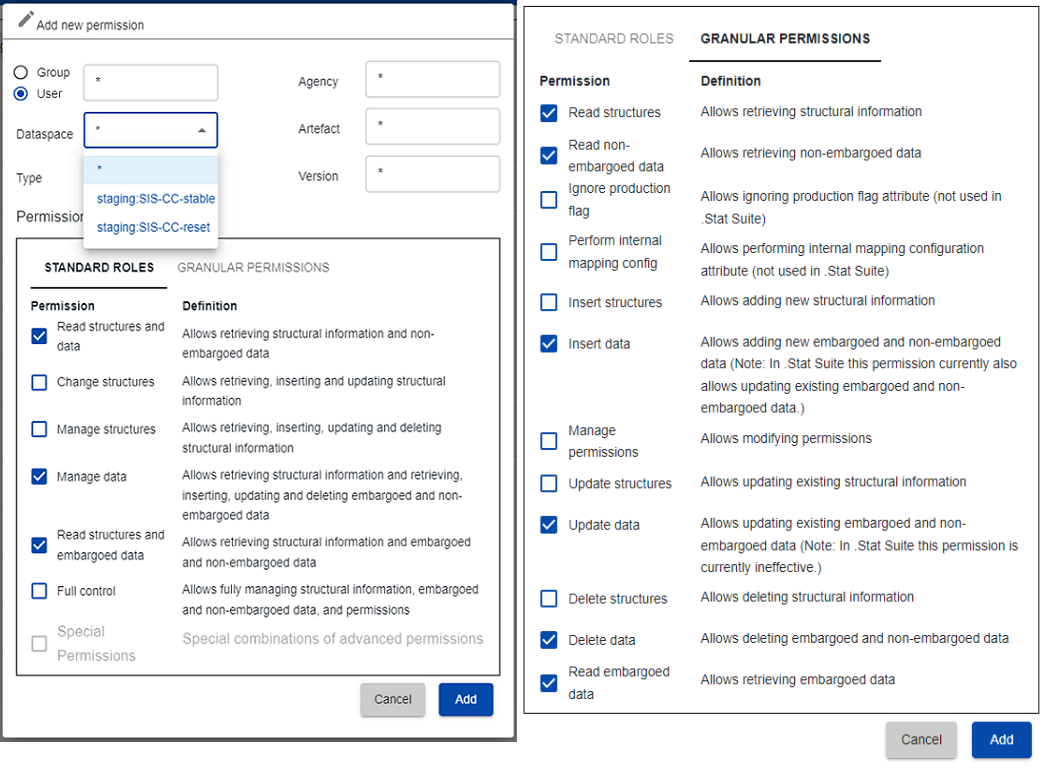 Add new permission
Group
User
*
Agency
*
Dataspace
*
Artefact
*
*
staging:SIS-CC-stable
staging:SIS-CC-reset
Type
Version
*
Permission
STANDARD ROLES
GRANULAR PERMISSIONS
Permission
Definition
Read structures and
data
Allows retrieving structural information and non-
embargoed data
Change structures
Allows retrieving, inserting and updating structural
information
Manage structures
Allows retrieving, inserting, updating and deleting
structural information
Manage data
Allows retrieving structural information and retrieving,
inserting, updating and deleting embargoed and non-
embargoed data
Read structures and
embargoed data
Allows retrieving structural information and embargoed
and non-embargoed data
Full control
Allows fully managing structural information, embargoed
and non-embargoed data, and permissions
Special
Permissions
Special combinations of advanced permissions
Cancel
Add
STANDARD ROLES
GRANULAR PERMISSIONS
Permission
Definition
Read structures
Allows retrieving structural information
Read non-
embargoed data
Allows retrieving non-embargoed data
Ignore production
flag
Allows ignoring production flag attribute (not used in
.Stat Suite)
Perform internal
mapping config
Allows performing internal mapping configuration
attribute (not used in .Stat Suite)
Insert structures
Allows adding new structural information
Insert data
Allows adding new embargoed and non-embargoed
data (Note: In .Stat Suite this permission currently also
allows updating existing embargoed and non-
embargoed data.)
Manage
permissions
Allows modifying permissions
Update structures
Allows updating existing structural information
Update data
Allows updating existing embargoed and non-
embargoed data (Note: In .Stat Suite this permission is
currently ineffective.)
Delete structures
Allows deleting structural information
Delete data
Allows deleting embargoed and non-embargoed data
Read embargoed
data
Allows retrieving embargoed data
Cancel
Add